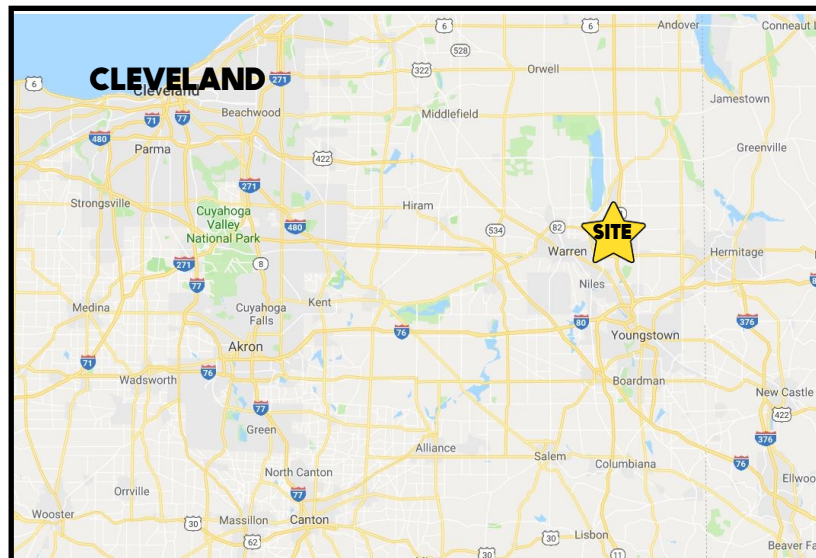 6
6
Andover
Conneaut L
528
322
Orwell
CLEVELAND
Cleveland
271
6
Jamestown
Beachwood
Middlefield
71
77
480
Parma
422
Greenville
271
Strongsville
Cuyahoga
Valley
National Park
Hiram
480
534
82
SITE
Warren
Hermitage
8
271
77
Niles
Medina
Cuyahoga
Falls
Kent
76
80
376
Youngstown
Akron
71
76
Wadsworth
Boardman
77
New Castle
422
Green
376
Alliance
Salem
Columbiana
76
North Canton
Ellwo
77
Orrville
Wooster
30
Massillon
Canton
62
30
30
Lisbon
11
Beaver Fa